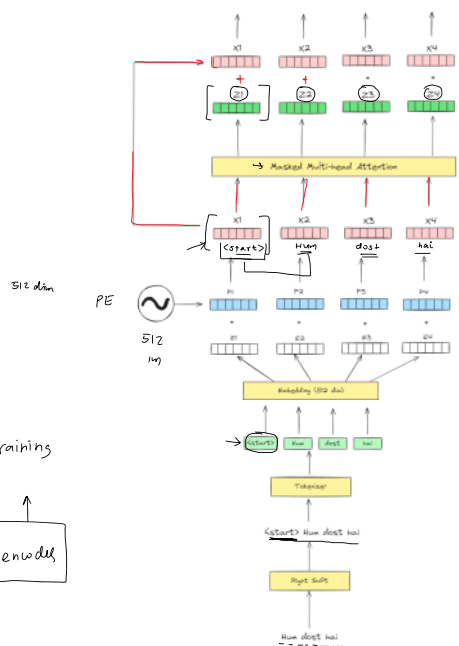 X1 X2 X3 X4
+ + + +
Z1 Z2 Z3 Z4
Masked Multi-head Attention
X1 X2 X3 X4
<start> Hum dost hai
512 dim
PE
P1 P2 P3 P4
+ + + +
512
E1 E2 E3 E4
Embedding (512 dim)
raining
<start> Hum dost hai
Tokenizer
<start> Hum dost hai
Right Shift
Hum dost hai